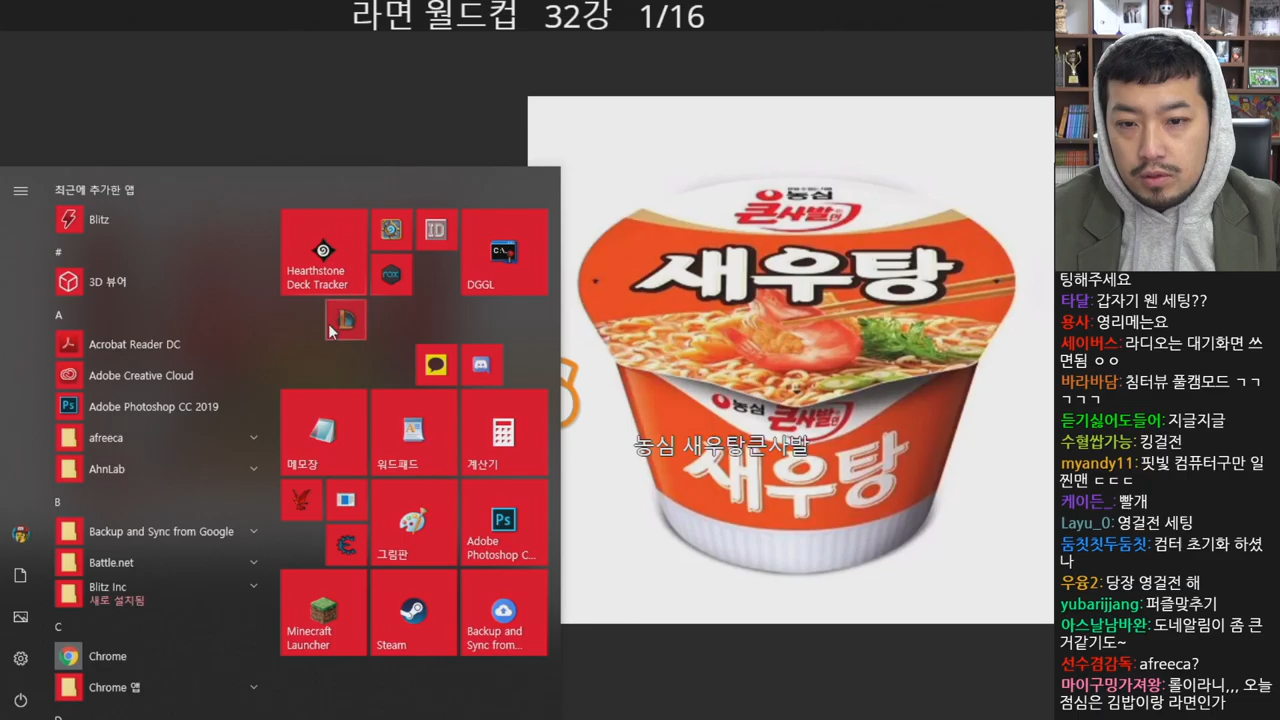 라면 월드컵 32강 1/16
최근에 추가한 앱
Blitz
#
3D 뷰어
A
Acrobat Reader DC
Adobe Creative Cloud
Adobe Photoshop CC 2019
afreeca
AhnLab
B
Backup and Sync from Google
Battle.net
Blitz Inc
새로 설치됨
C
Chrome
Chrome 앱
Hearthstone
Deck Tracker
ID
nox
C:\
DGGL
메모장
워드패드
계산기
그림판
Ps
Adobe
Photoshop C...
Minecraft
Launcher
Steam
Backup and
Sync from...
농심
큰사발면
새우탕
농심 큰사발면
농심 새우탕큰사발
새우탕
팅해주세요
타달: 갑자기 웬 세팅??
용사: 영리메는요
세이버스: 라디오는 대기화면 쓰
면됨 ㅇㅇ
바라바담: 침터뷰 풀캠모드 ㄱㄱ
ㄱㄱㄱ
듣기싫어도들어: 지글지글
수혈쌉가능: 킹걸전
myandy11: 핏빛 컴퓨터구만 일
찐맨 ㄷㄷㄷ
케이든_: 빨개
Layu_0: 영걸전 세팅
둠칫칫두둠칫: 컴터 초기화 하셨
나
우융2: 당장 영걸전 해
yubarijjang: 퍼즐맞추기
아스날남바완: 도네알림이 좀 큰
거같기도~
선수겸감독: afreeca?
마이구밍가져왕: 롤이라니,,, 오늘
점심은 김밥이랑 라면인가